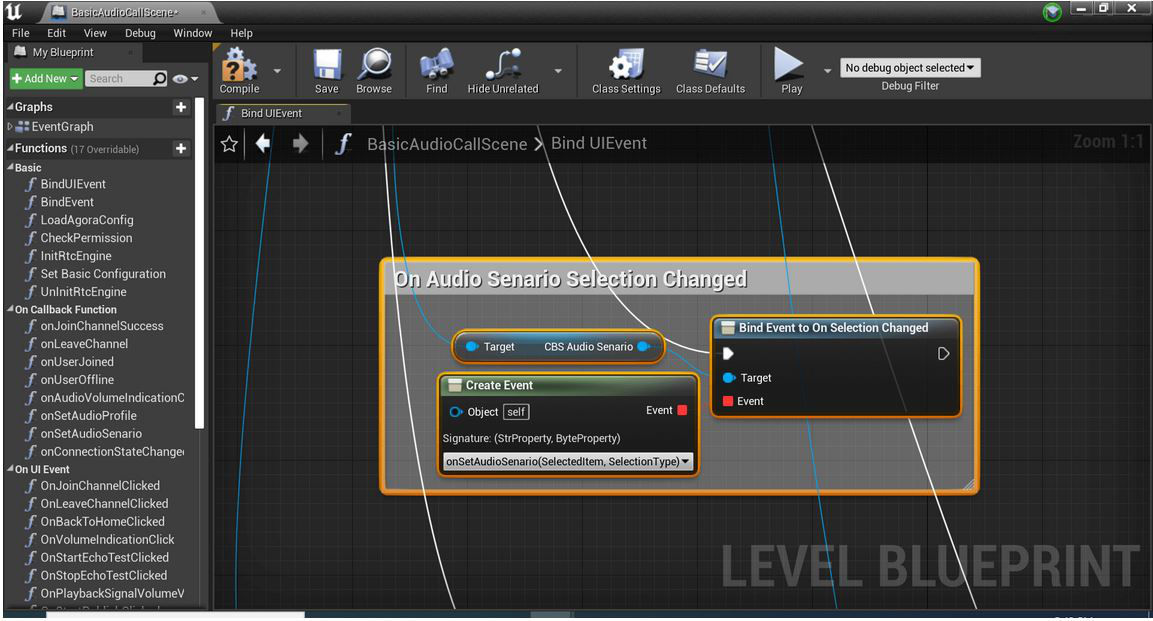 BasicAudioCallScene*
File Edit View Debug Window Help
My Blueprint
Add New
Search
Compile
Save
Browse
Find
Hide Unrelated
Class Settings
Class Defaults
Play
No debug object selected
Debug Filter
Graphs
EventGraph
Functions (17 Overridable)
Basic
BindUIEvent
BindEvent
LoadAgoraConfig
CheckPermission
InitRtcEngine
Set Basic Configuration
UnInitRtcEngine
On Callback Function
onJoinChannelSuccess
onLeaveChannel
onUserJoined
onUserOffline
onAudioVolumeIndicationC
onSetAudioProfile
onSetAudioSenario
onConnectionStateChange
On UI Event
OnJoinChannelClicked
OnLeaveChannelClicked
OnBackToHomeClicked
OnVolumeIndicationClick
OnStartEchoTestClicked
OnStopEchoTestClicked
OnPlaybackSignalVolumeV
Bind UIEvent
BasicAudioCallScene > Bind UIEvent
Zoom 1:1
On Audio Senario Selection Changed
Target CBS Audio Senario
Create Event
Object self Event
Signature: (StrProperty, ByteProperty)
onSetAudioSenario(SelectedItem, SelectionType)
Bind Event to On Selection Changed
Target
Event
LEVEL BLUEPRINT